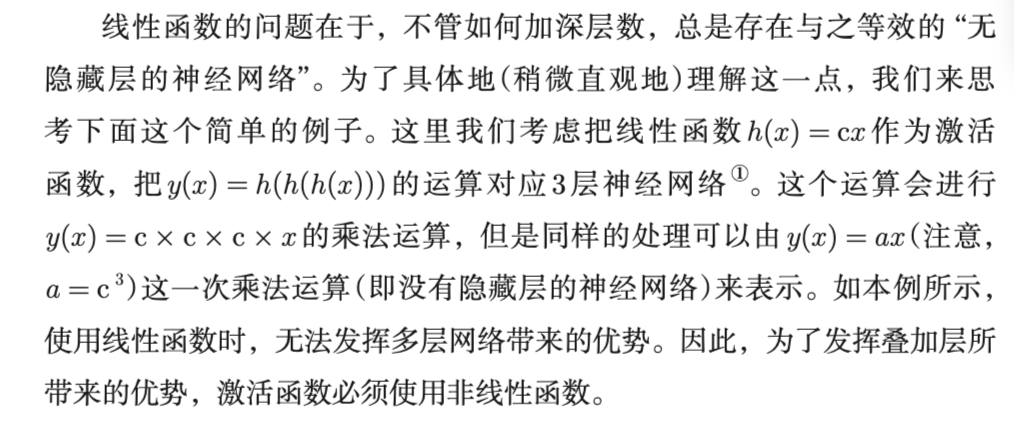 线性函数的问题在于，不管如何加深层数，总是存在与之等效的“无
隐藏层的神经网络”。为了具体地(稍微直观地)理解这一点，我们来思
考下面这个简单的例子。这里我们考虑把线性函数h(x) = cx作为激活
函数，把y(x) = h(h(h(x)))的运算对应3层神经网络①。这个运算会进行
y(x) = c × c × c × x的乘法运算，但是同样的处理可以由y(x) = ax(注意，
a = c³)这一次乘法运算(即没有隐藏层的神经网络)来表示。如本例所示，
使用线性函数时，无法发挥多层网络带来的优势。因此，为了发挥叠加层所
带来的优势，激活函数必须使用非线性函数。